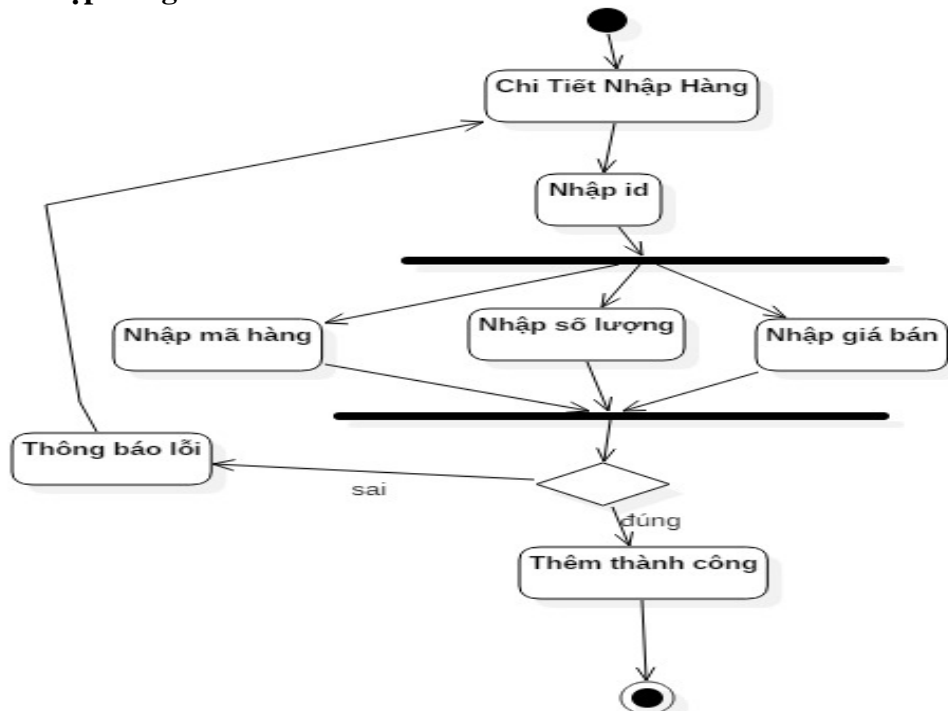 Chi Tiết Nhập Hàng
Nhập id
Nhập mã hàng
Nhập số lượng
Nhập giá bán
Thông báo lỗi
sai
đúng
Thêm thành công